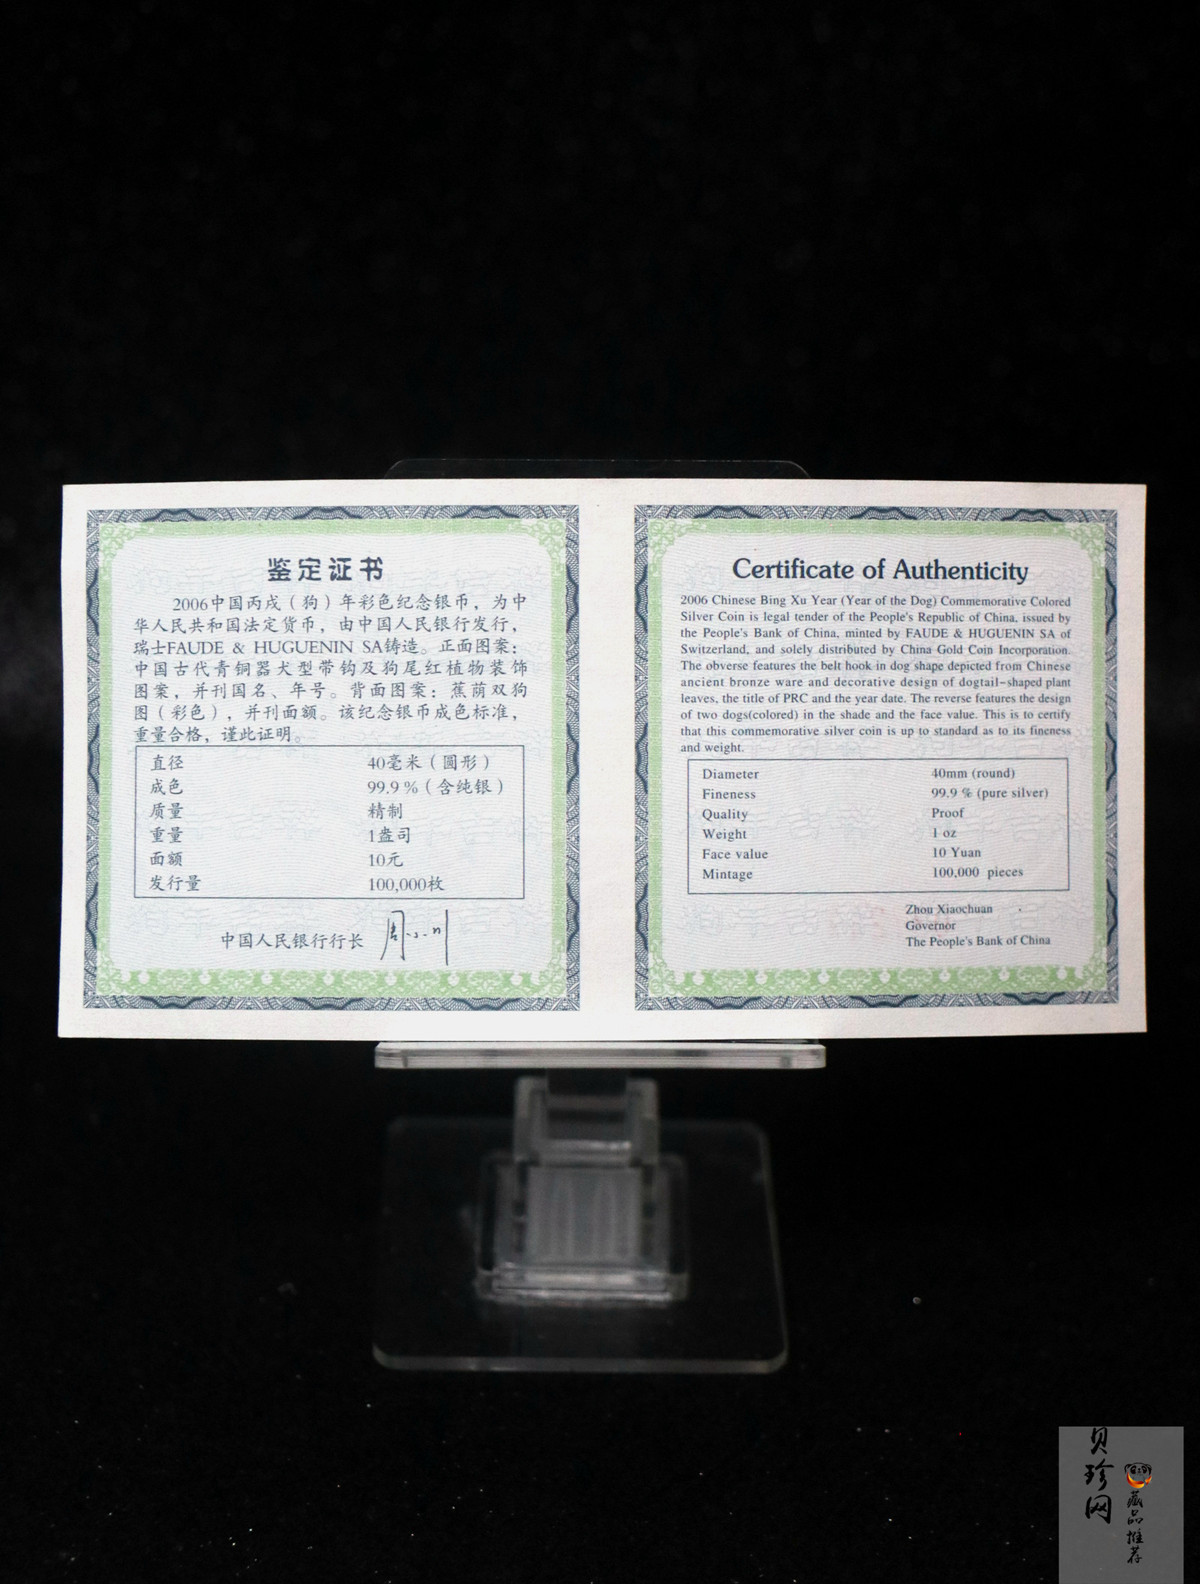 鉴定证书
2006中国丙戌（狗）年彩色纪念银币，为中
华人民共和国法定货币，由中国人民银行发行，
瑞士FAUDE & HUGUENIN SA铸造。正面图案：
中国古代青铜器犬型带钩及狗尾红植物装饰
图案，并刊国名、年号。背面图案：蕉荫双狗
图（彩色），并刊面额。该纪念银币成色标准，
重量合格，谨此证明。
直径 40毫米（圆形）
成色 99.9％（含纯银）
质量 精制
重量 1盎司
面额 10元
发行量 100,000枚
中国人民银行行长 周小川
Certificate of Authenticity
2006 Chinese Bing Xu Year (Year of the Dog) Commemorative Colored
Silver Coin is legal tender of the People's Republic of China, issued by
the People's Bank of China, minted by FAUDE & HUGUENIN SA of
Switzerland, and solely distributed by China Gold Coin Incorporation.
The obverse features the belt hook in dog shape depicted from Chinese
ancient bronze ware and decorative design of dogtail-shaped plant
leaves, the title of PRC and the year date. The reverse features the design
of two dogs(colored) in the shade and the face value. This is to certify
that this commemorative silver coin is up to standard as to its fineness
and weight.
Diameter 40mm (round)
Fineness 99.9 % (pure silver)
Quality Proof
Weight 1 oz
Face value 10 Yuan
Mintage 100,000 pieces
Zhou Xiaochuan
Governor
The People's Bank of China
贝珍网
藏品推荐